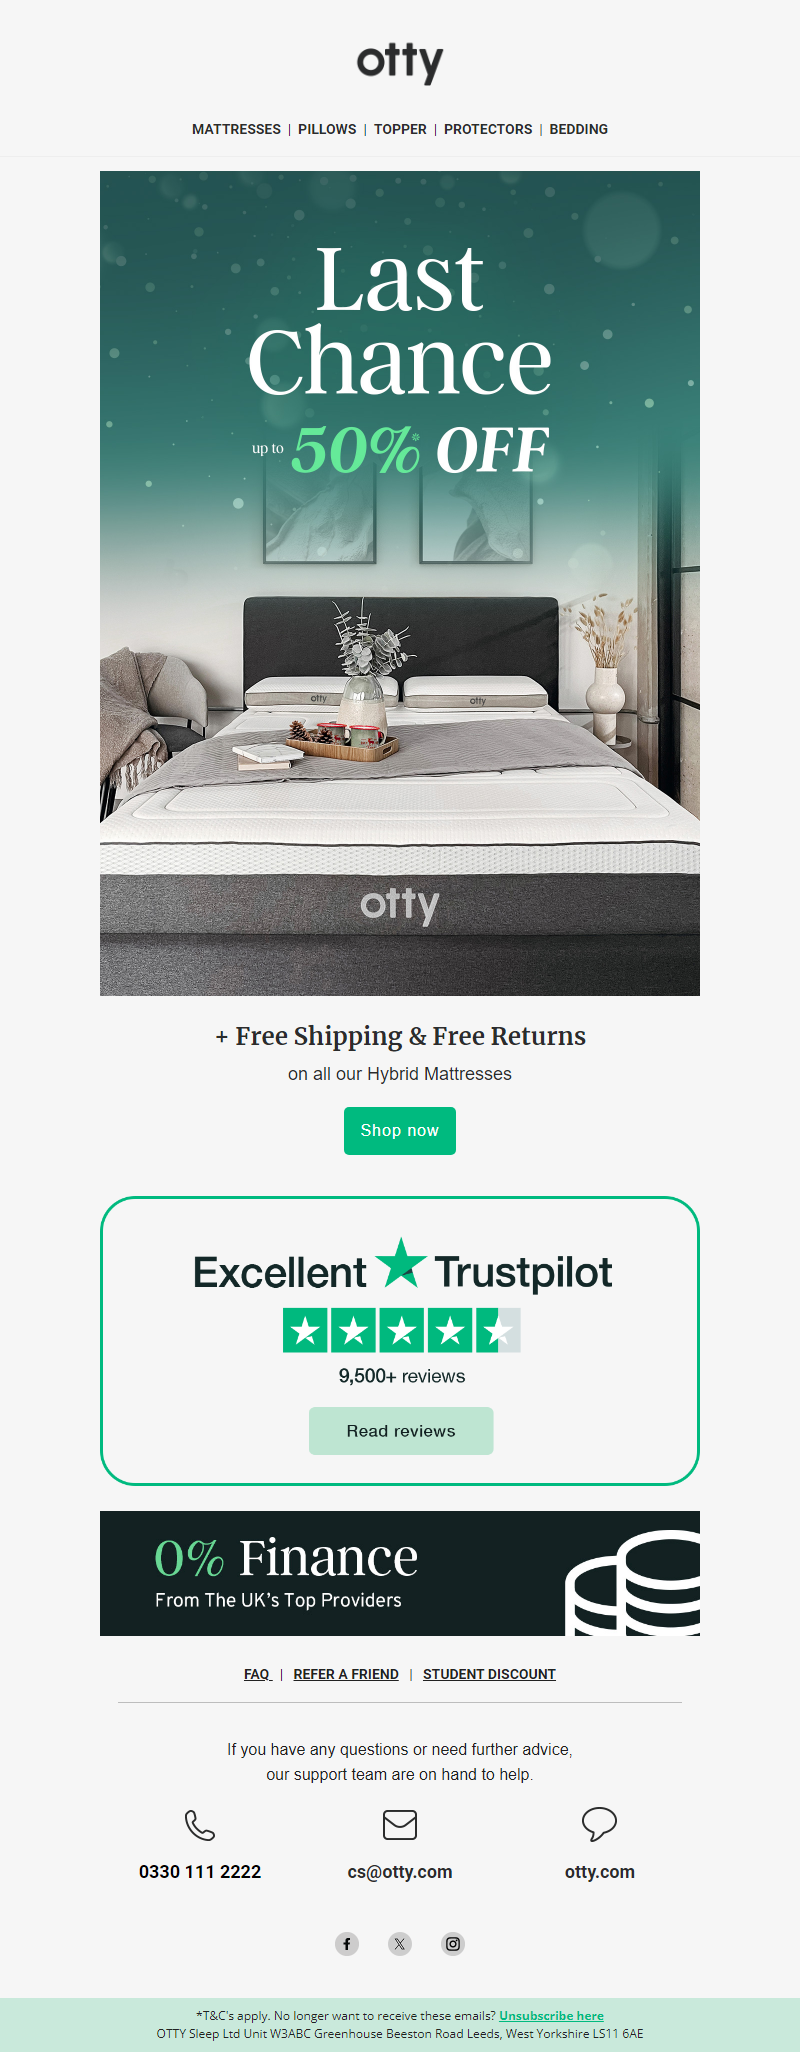 otty
MATTRESSES | PILLOWS | TOPPER | PROTECTORS | BEDDING
Last
Chance
up to 50%* OFF
otty
otty
otty
+ Free Shipping & Free Returns
on all our Hybrid Mattresses
Shop now
Excellent Trustpilot
9,500+ reviews
Read reviews
0% Finance
From The UK's Top Providers
FAQ | REFER A FRIEND | STUDENT DISCOUNT
If you have any questions or need further advice,
our support team are on hand to help.
0330 111 2222
cs@otty.com
otty.com
*T&C's apply. No longer want to receive these emails? Unsubscribe here
OTTY Sleep Ltd Unit W3ABC Greenhouse Beeston Road Leeds, West Yorkshire LS11 6AE